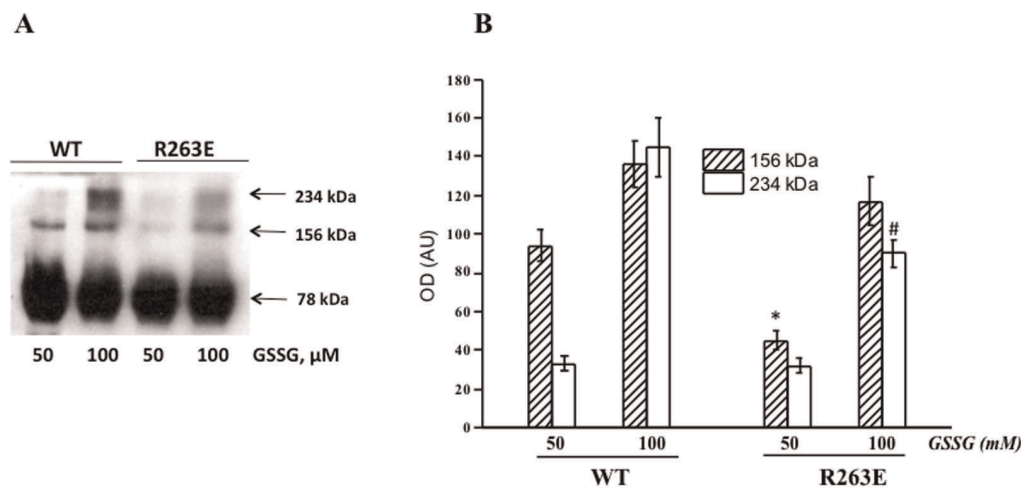 A
WT R263E
234 kDa
156 kDa
78 kDa
50 100 50 100 GSSG, µM
B
OD (AU)
180
160
140
120
100
80
60
40
20
0
156 kDa
234 kDa
*
#
50 100 50 100 GSSG (mM)
WT R263E